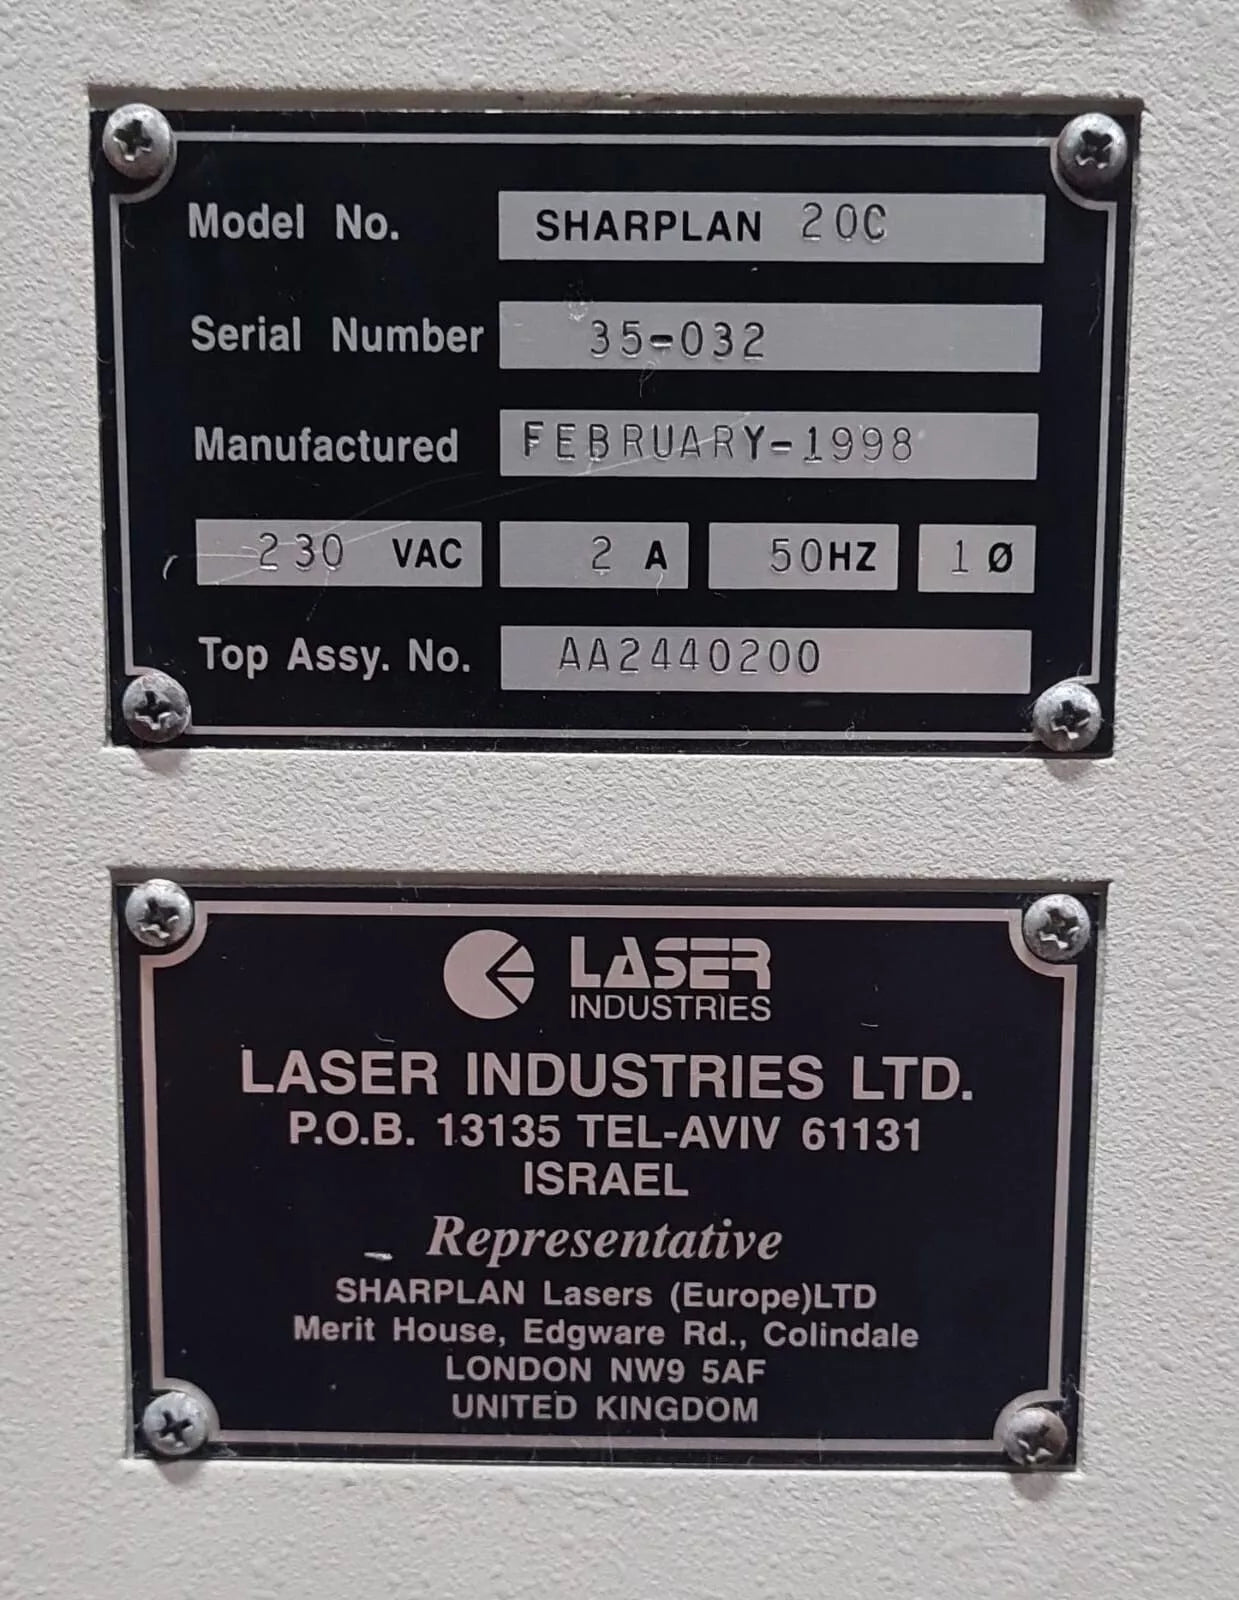 Model No. SHARPLAN 20C
Serial Number 35-032
Manufactured FEBRUARY-1998
230 VAC 2 A 50HZ 1 Ø
Top Assy. No. AA2440200
LASER
INDUSTRIES
LASER INDUSTRIES LTD.
P.O.B. 13135 TEL-AVIV 61131
ISRAEL
Representative
SHARPLAN Lasers (Europe)LTD
Merit House, Edgware Rd., Colindale
LONDON NW9 5AF
UNITED KINGDOM